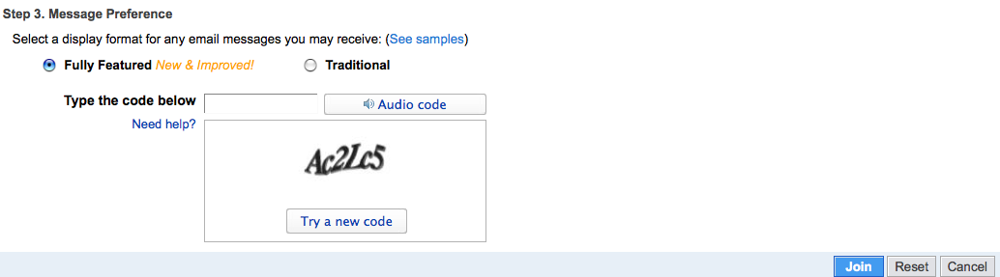 Step 3. Message Preference
Select a display format for any email messages you may receive: (See samples)
Fully Featured New & Improved! Traditional
Type the code below Audio code
Need help?
Ac2Lc5
Try a new code
Join Reset Cancel